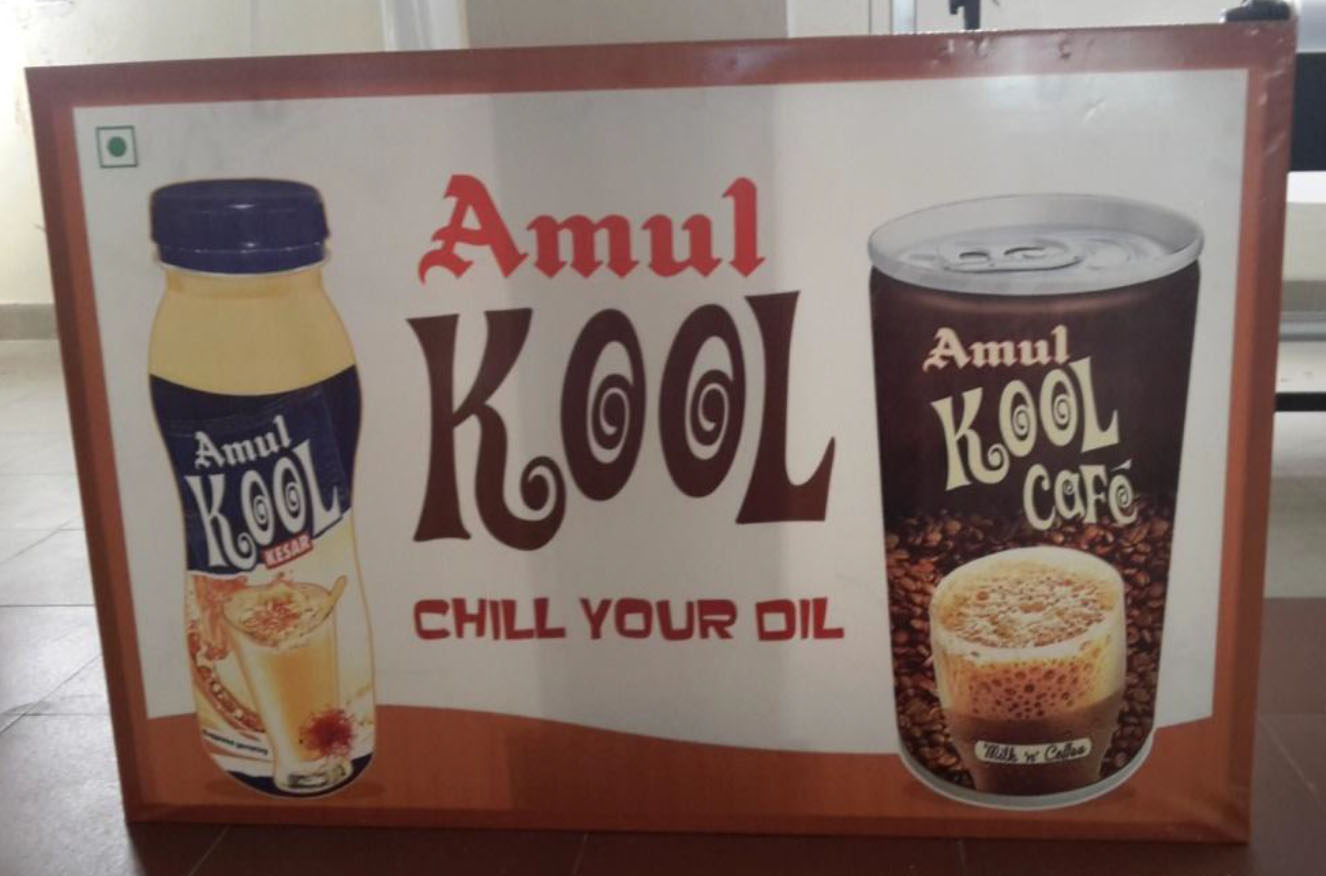 Amul
KOOL
CHILL YOUR DIL
Amul
KOOL
KESAR
Amul
KOOL
CAFé
Milk 'n' Coffee